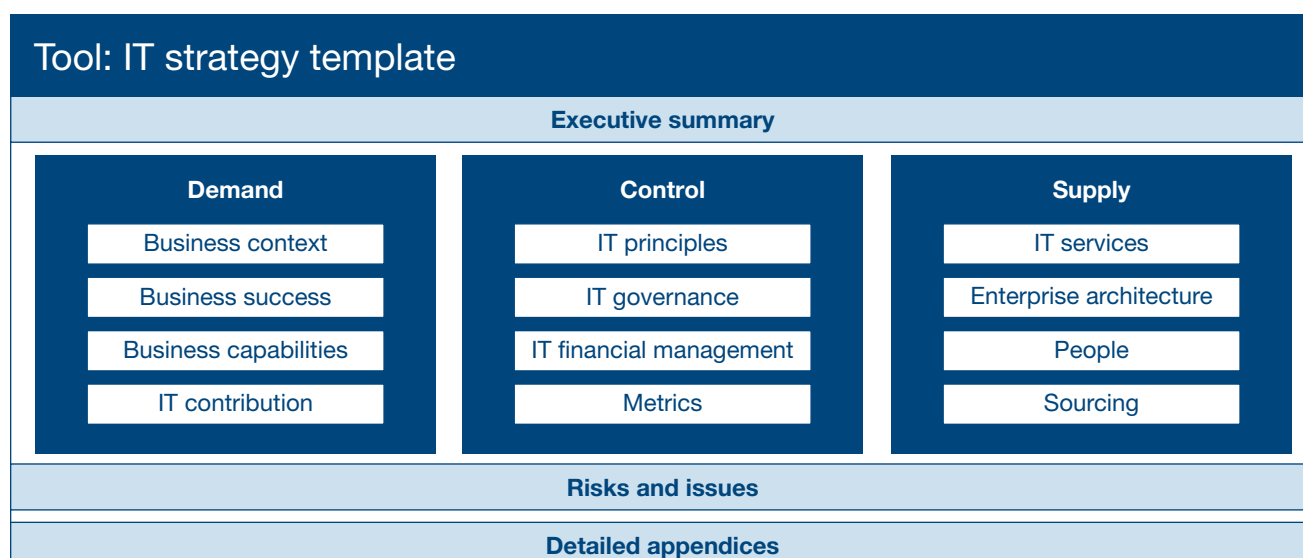 Tool: IT strategy template
Executive summary
Demand
Business context
Business success
Business capabilities
IT contribution
Control
IT principles
IT governance
IT financial management
Metrics
Supply
IT services
Enterprise architecture
People
Sourcing
Risks and issues
Detailed appendices